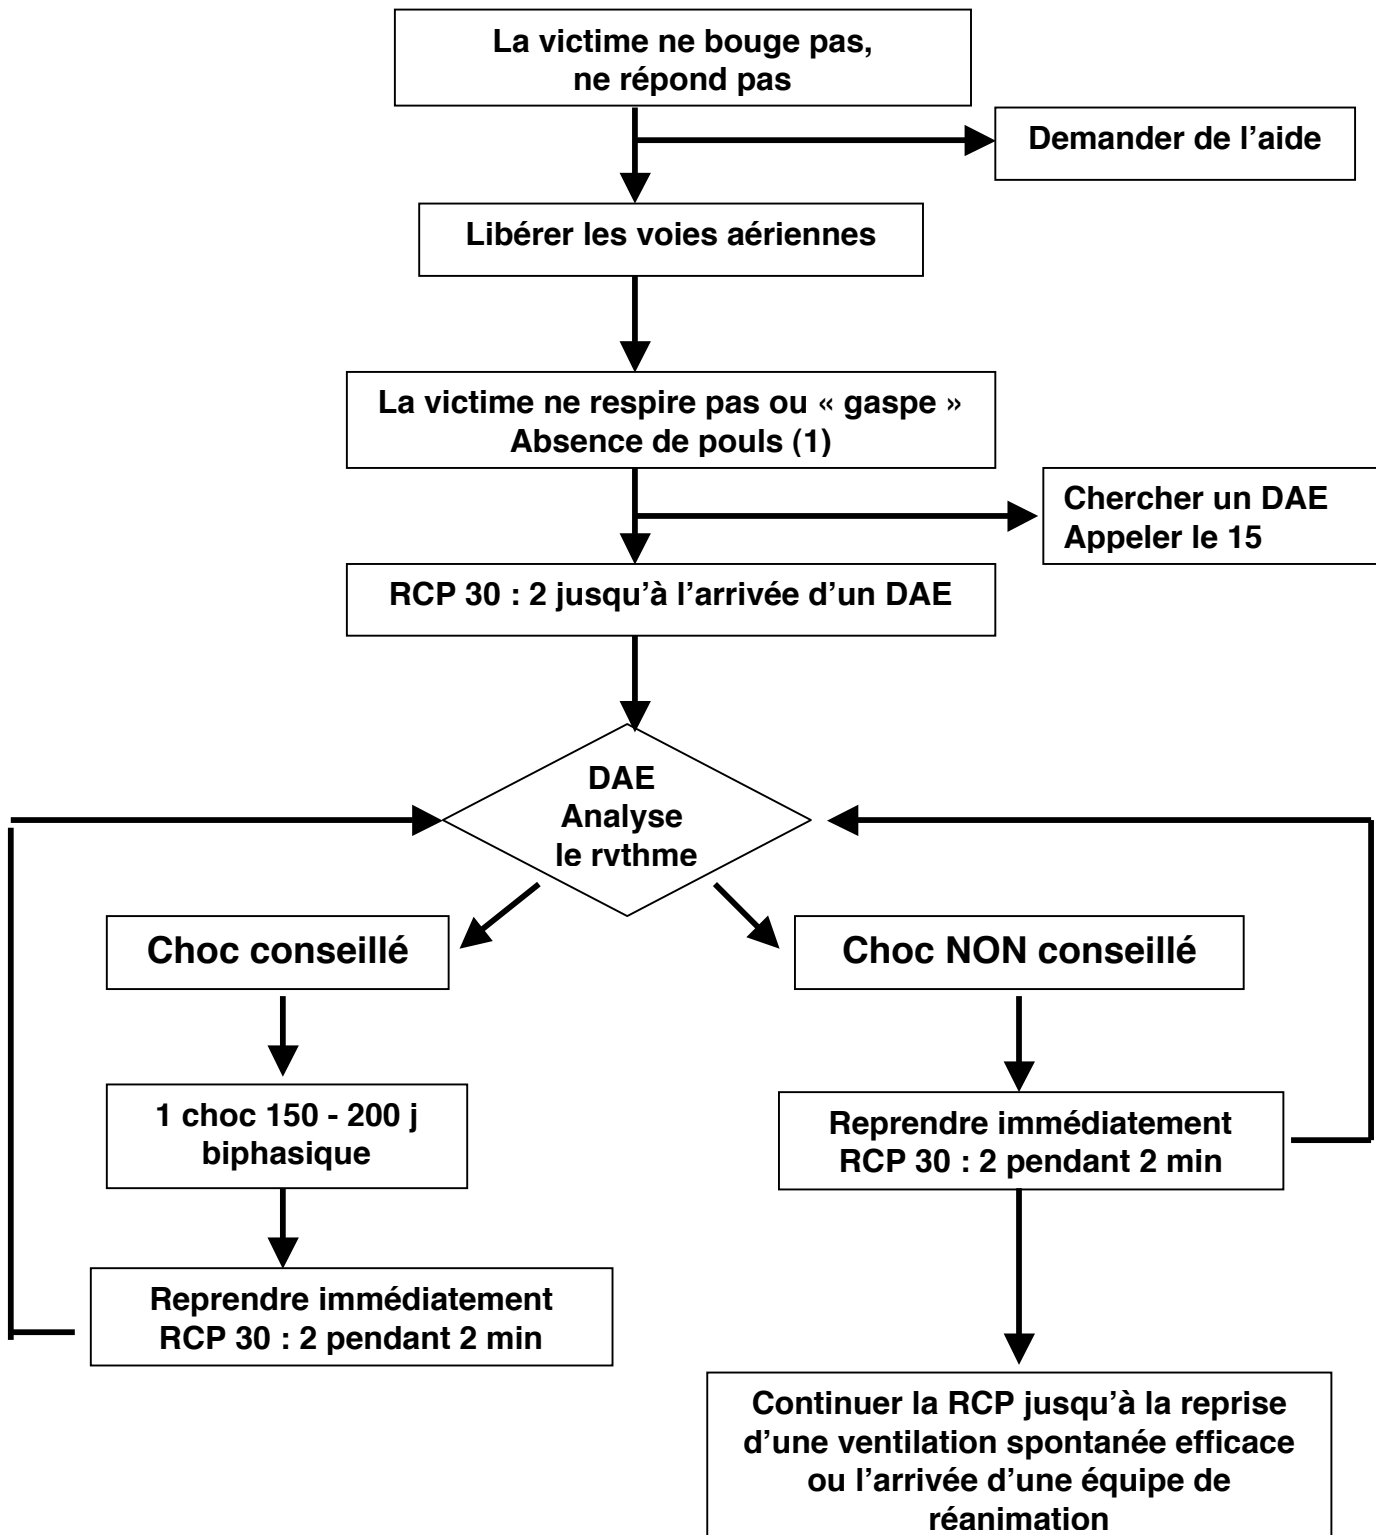 La victime ne bouge pas,
ne répond pas
Demander de l’aide
Libérer les voies aériennes
La victime ne respire pas ou « gaspe »
Absence de pouls (1)
Chercher un DAE
Appeler le 15
RCP 30 : 2 jusqu’à l’arrivée d’un DAE
DAE
Analyse
le rythme
Choc conseillé
Choc NON conseillé
1 choc 150 - 200 j
biphasique
Reprendre immédiatement
RCP 30 : 2 pendant 2 min
Reprendre immédiatement
RCP 30 : 2 pendant 2 min
Continuer la RCP jusqu’à la reprise
d’une ventilation spontanée efficace
ou l’arrivée d’une équipe de
réanimation